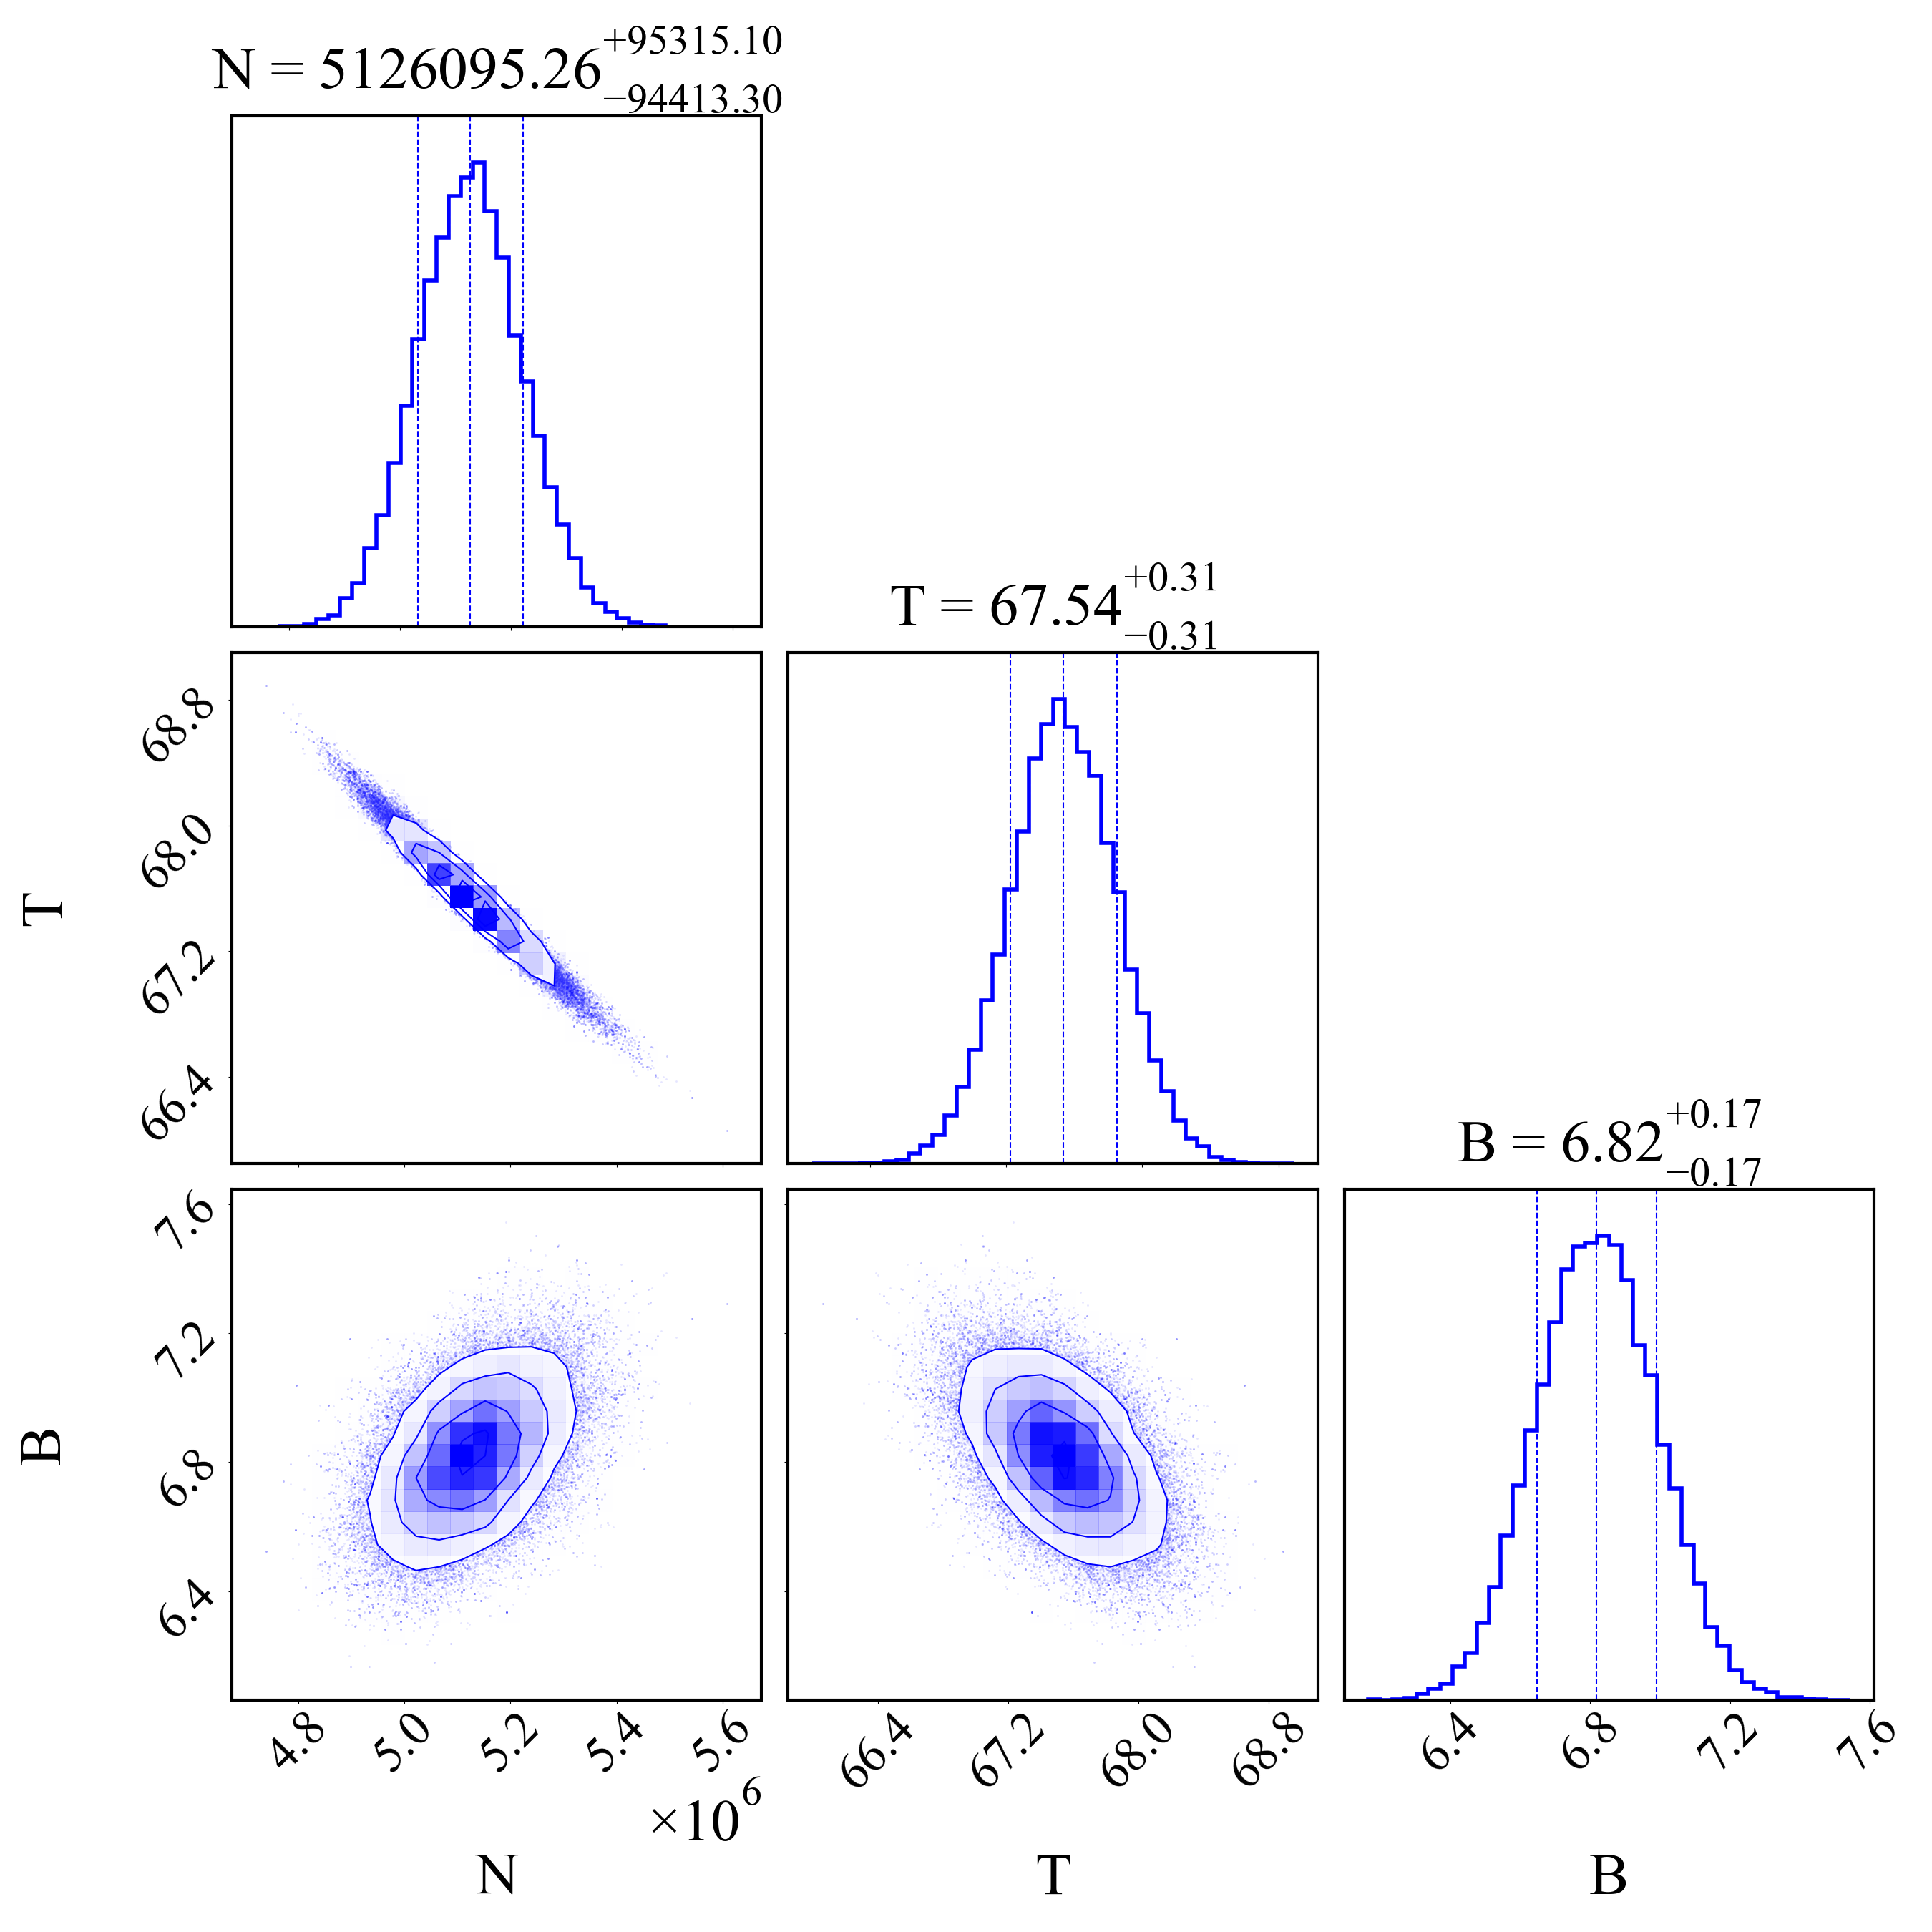 N = 5126095.26 +95315.10 −94413.30
T = 67.54 +0.31 −0.31
68.8
68.0
67.2
66.4
T
B = 6.82 +0.17 −0.17
7.6
7.2
6.8
6.4
B
4.8 5.0 5.2 5.4 5.6 66.4 67.2 68.0 68.8 6.4 6.8 7.2 7.6
×10⁶
N T B